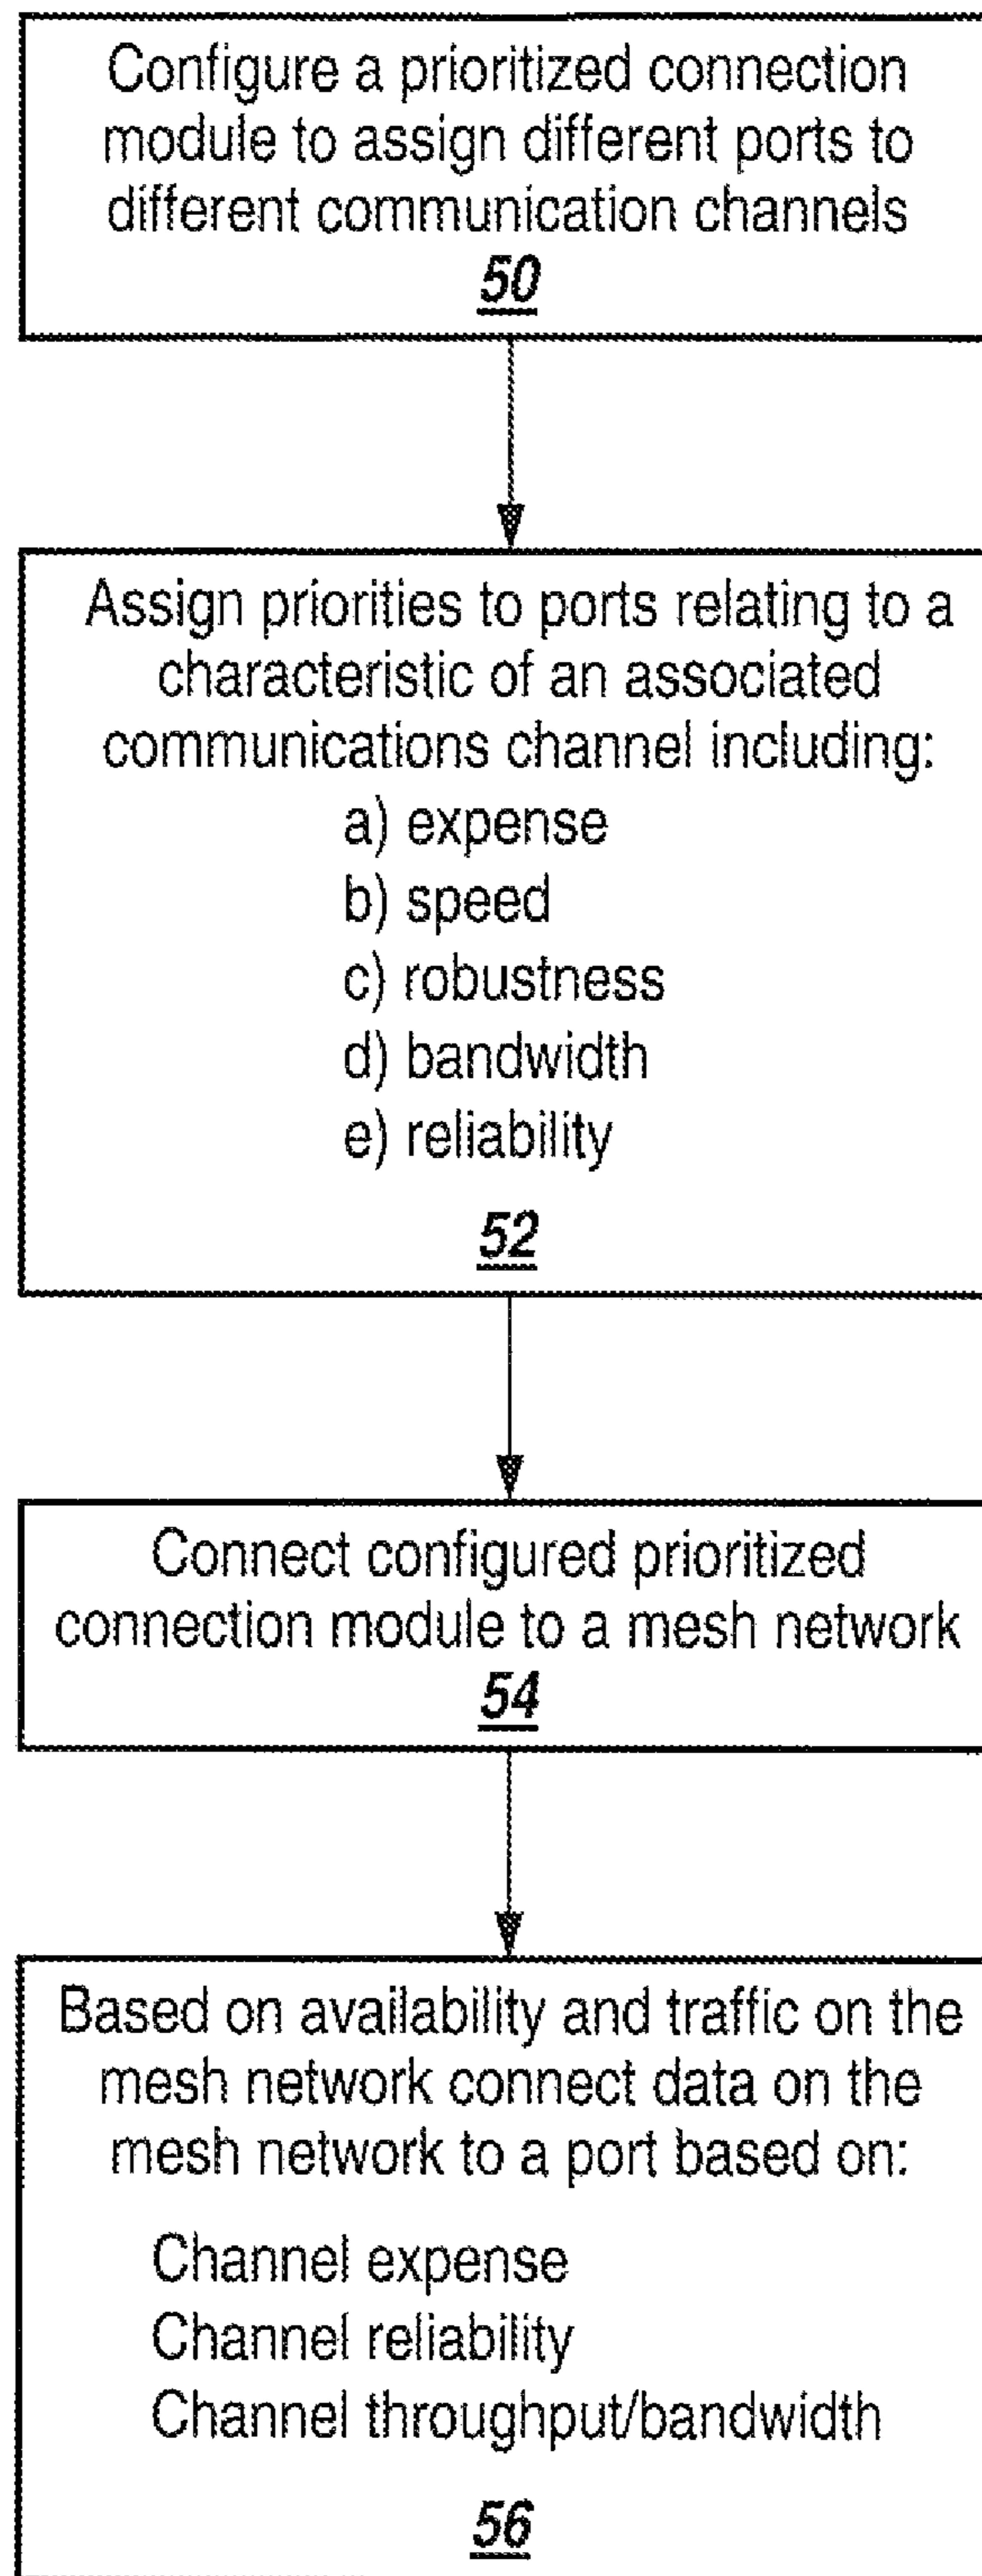 Configure a prioritized connection
module to assign different ports to
different communication channels
50
Assign priorities to ports relating to a
characteristic of an associated
communications channel including:
a) expense
b) speed
c) robustness
d) bandwidth
e) reliability
52
Connect configured prioritized
connection module to a mesh network
54
Based on availability and traffic on the
mesh network connect data on the
mesh network to a port based on:
Channel expense
Channel reliability
Channel throughput/bandwidth
56